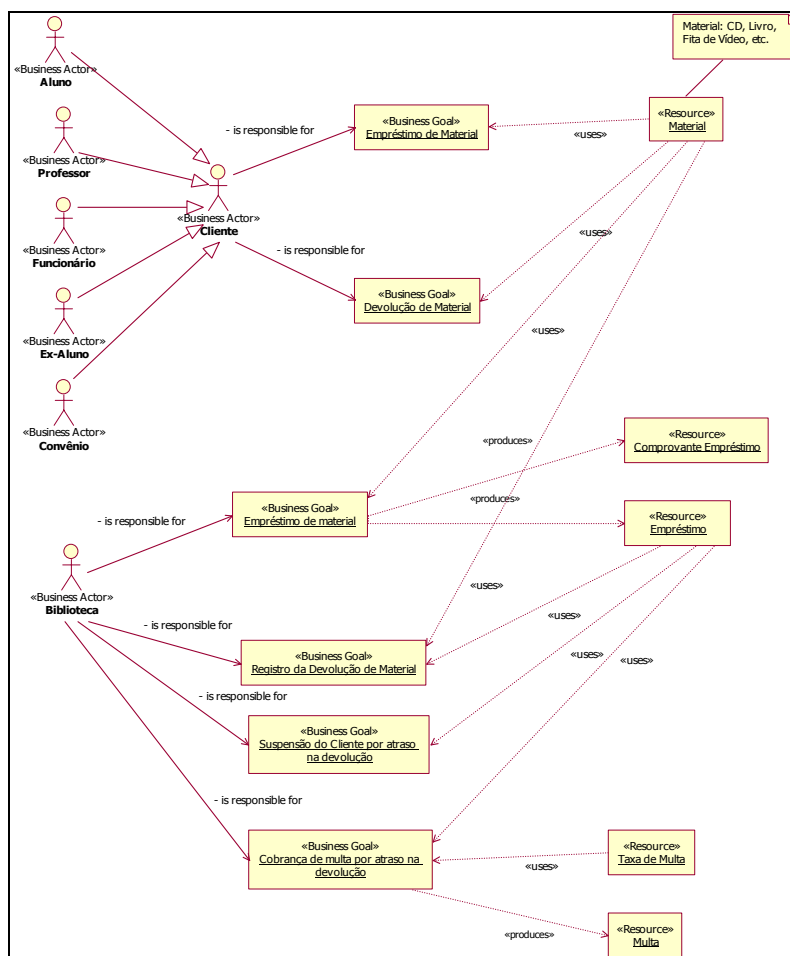 Material: CD, Livro,
Fita de Vídeo, etc.
«Business Actor»
Aluno
- is responsible for
«Business Goal»
Empréstimo de Material
«uses»
«Resource»
Material
«Business Actor»
Professor
«Business Actor»
Cliente
«Business Actor»
Funcionário
«uses»
- is responsible for
«Business Goal»
Devolução de Material
«uses»
«Business Actor»
Ex-Aluno
«Business Actor»
Convênio
«produces»
«Resource»
Comprovante Empréstimo
- is responsible for
«Business Goal»
Empréstimo de material
«produces»
«Resource»
Empréstimo
«Business Actor»
Biblioteca
«uses»
«uses»
- is responsible for
«uses»
«uses»
«Business Goal»
Registro da Devolução de Material
- is responsible for
«Business Goal»
Suspensão do Cliente por atraso
na devolução
- is responsible for
«Business Goal»
Cobrança de multa por atraso na
devolução
«uses»
«Resource»
Taxa de Multa
«produces»
«Resource»
Multa